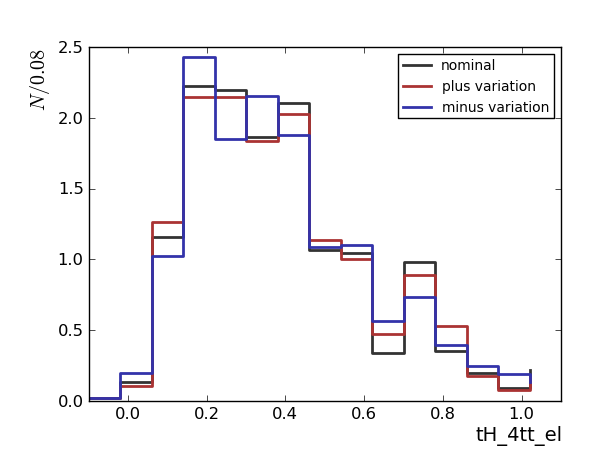 N/0.08
2.5
2.0
1.5
1.0
0.5
0.0
nominal
plus variation
minus variation
0.0 0.2 0.4 0.6 0.8 1.0
tH_4tt_el